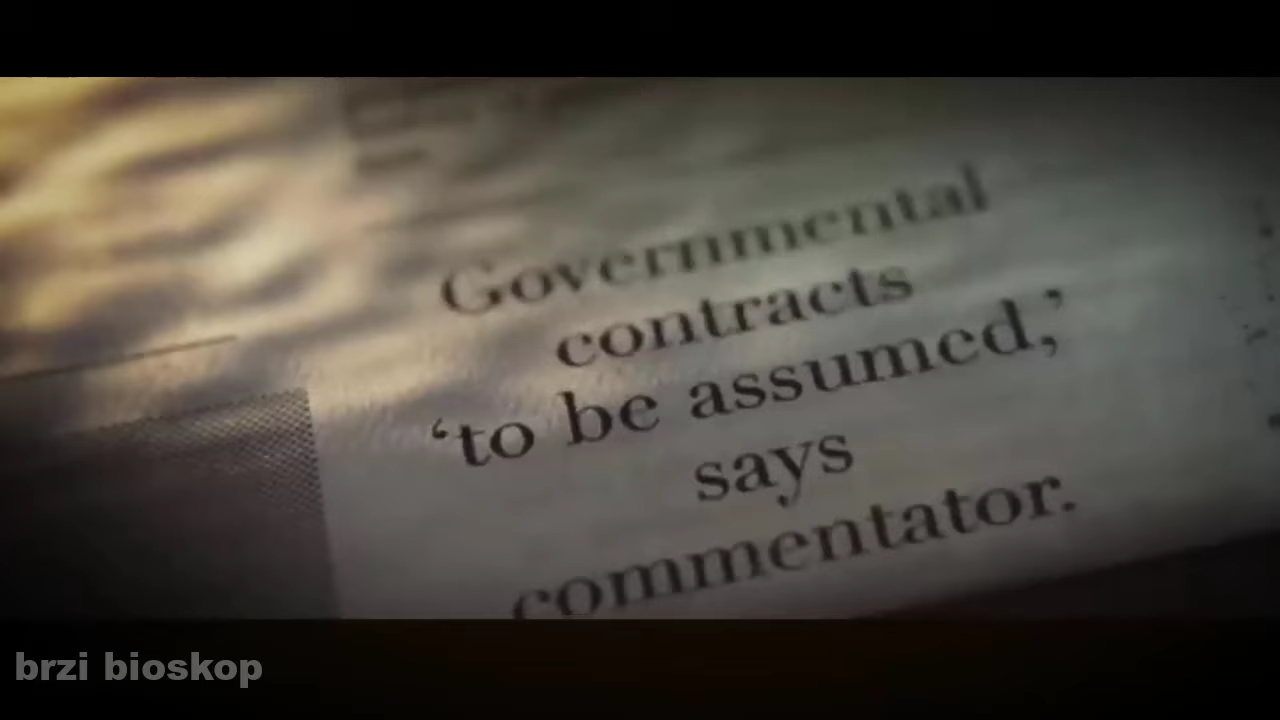 Governmental
contracts
‘to be assumed,’
says
commentator.
brzi bioskop